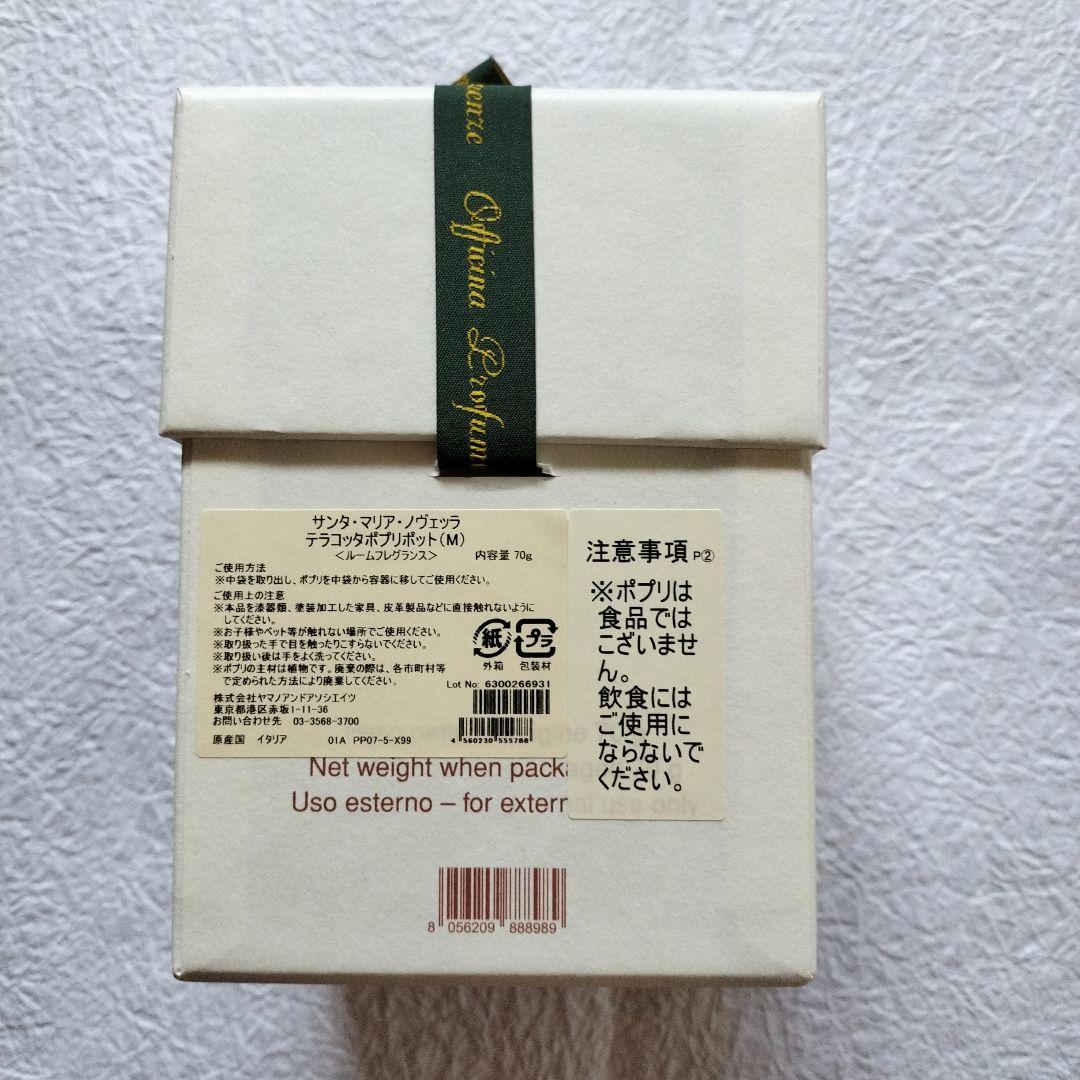 Officina Profumo
サンタ・マリア・ノヴェッラ
テラコッタポプリポット(M)
＜ルームフレグランス＞ 内容量 70g
ご使用方法
※中袋を取り出し、ポプリを中袋から容器に移してご使用ください。
ご使用上の注意
※本品を漆器類、塗装加工した家具、皮革製品などに直接触れないように
してください。
※お子様やペット等が触れない場所でご使用ください。
※取り扱った手で目を触ったりこすらないでください。
※取り扱い後は手をよく洗ってください。
※ポプリの主材は植物です。廃棄の際は、各市町村等
で定められた方法により廃棄してください。
紙 プラ
外箱 包装材
Lot No: 6300266931
株式会社ヤマノアンドアソシエイツ
東京都港区赤坂1-11-36
お問い合わせ先 03-3568-3700
原産国 イタリア 01A PP07-5-X99
4 560230 555786
注意事項 P②
※ポプリは
食品では
ございませ
ん。
飲食には
ご使用に
ならないで
ください。
Net weight when packa
Uso esterno – for external use only
8 056209 888989